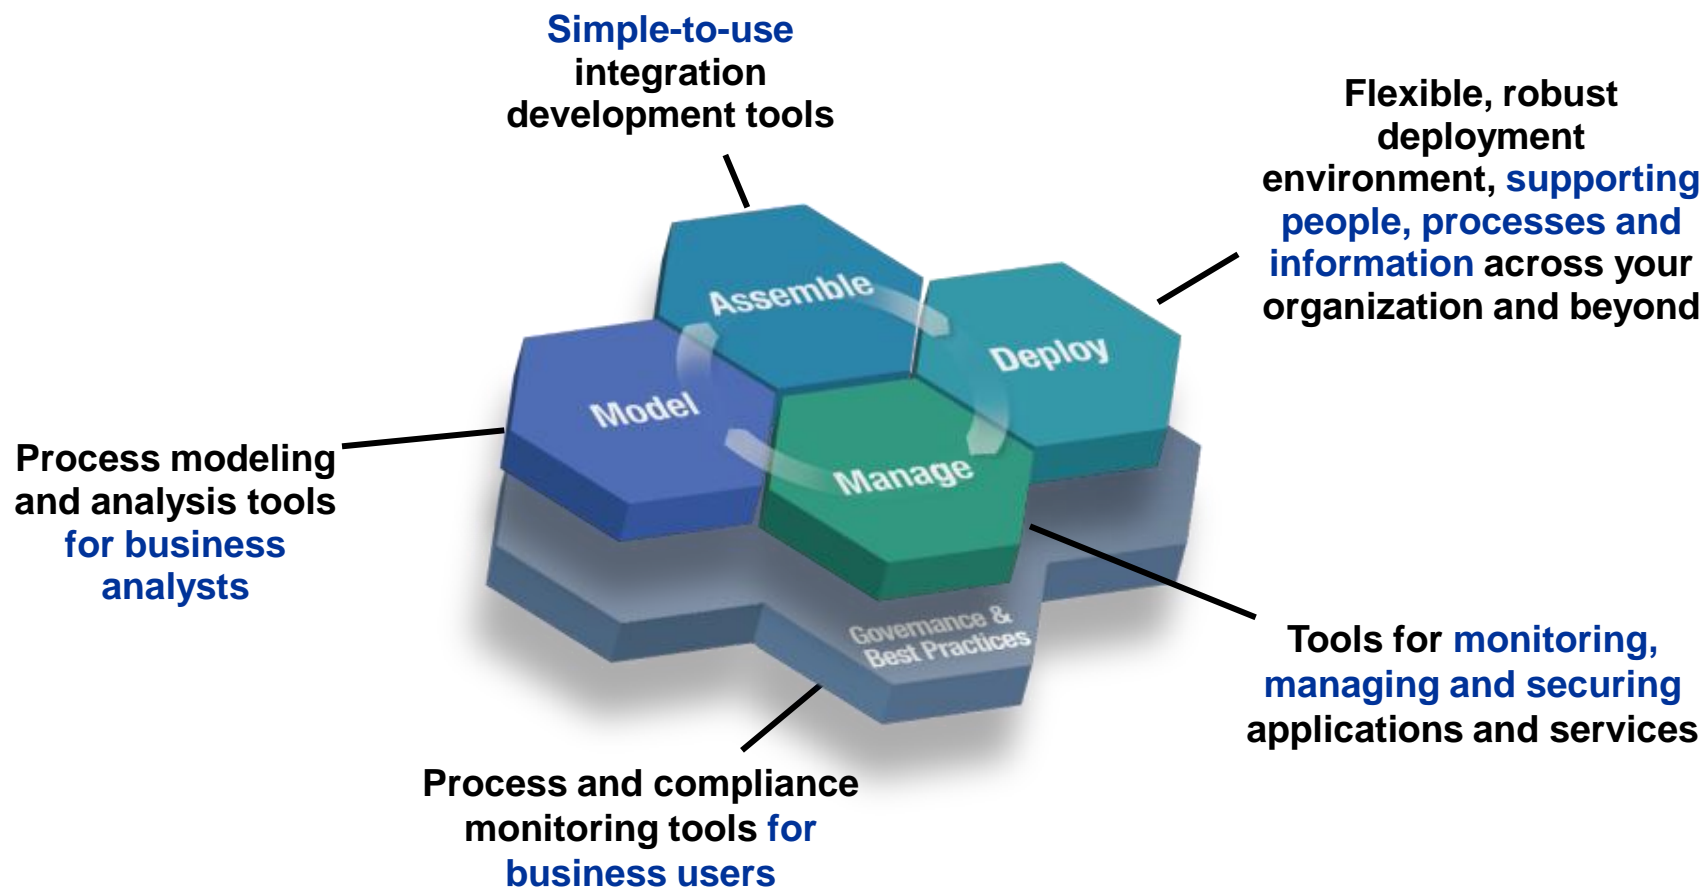 Simple-to-use
integration
development tools
Flexible, robust
deployment
environment, supporting
people, processes and
information across your
organization and beyond
Assemble
Deploy
Model
Manage
Process modeling
and analysis tools
for business
analysts
Governance &
Best Practices
Tools for monitoring,
managing and securing
applications and services
Process and compliance
monitoring tools for
business users